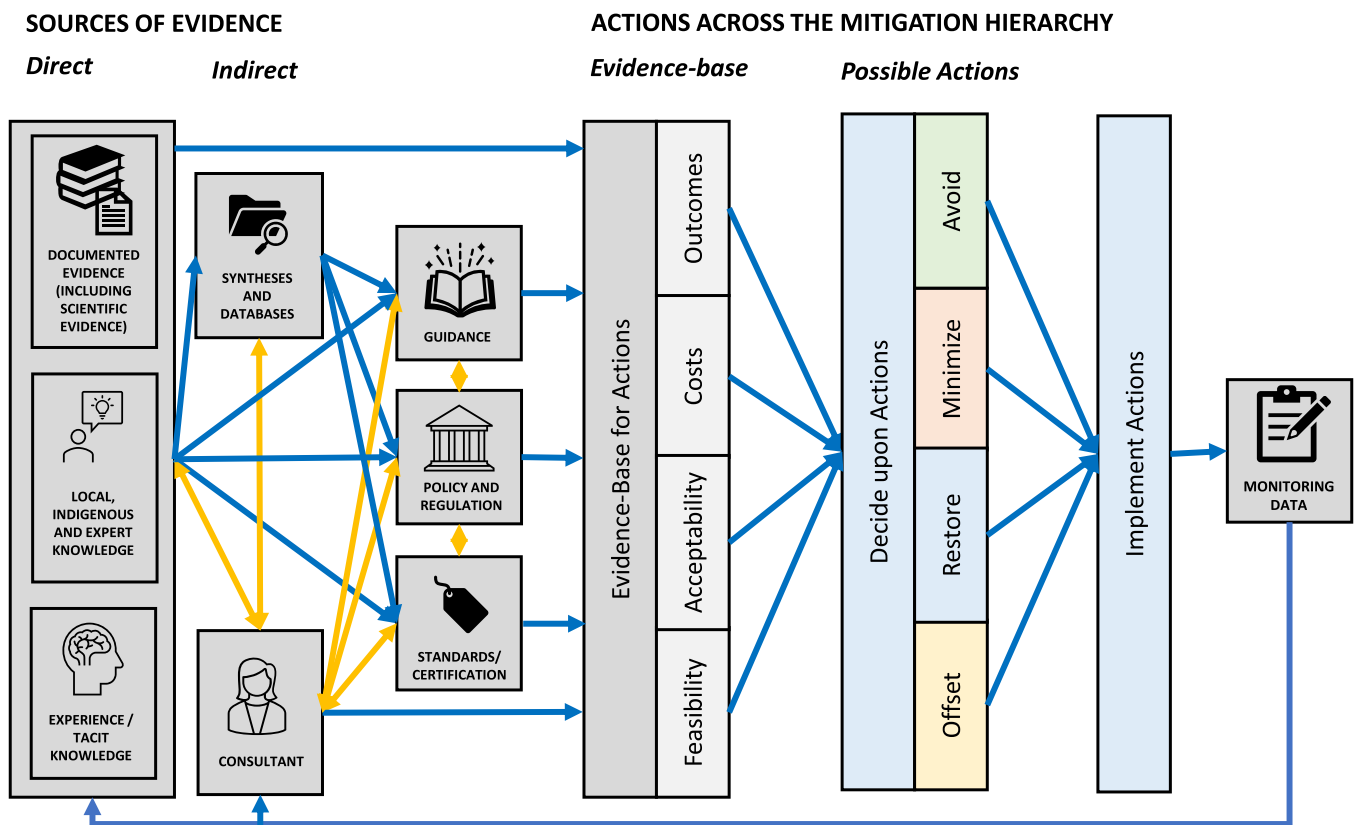 SOURCES OF EVIDENCE
ACTIONS ACROSS THE MITIGATION HIERARCHY
Direct
Indirect
Evidence-base
Possible Actions
DOCUMENTED
EVIDENCE
(INCLUDING
SCIENTIFIC
EVIDENCE)
LOCAL,
INDIGENOUS
AND EXPERT
KNOWLEDGE
EXPERIENCE /
TACIT
KNOWLEDGE
SYNTHESES
AND
DATABASES
CONSULTANT
GUIDANCE
POLICY AND
REGULATION
STANDARDS/
CERTIFICATION
Evidence-Base for Actions
Outcomes
Costs
Acceptability
Feasibility
Decide upon Actions
Avoid
Minimize
Restore
Offset
Implement Actions
MONITORING
DATA